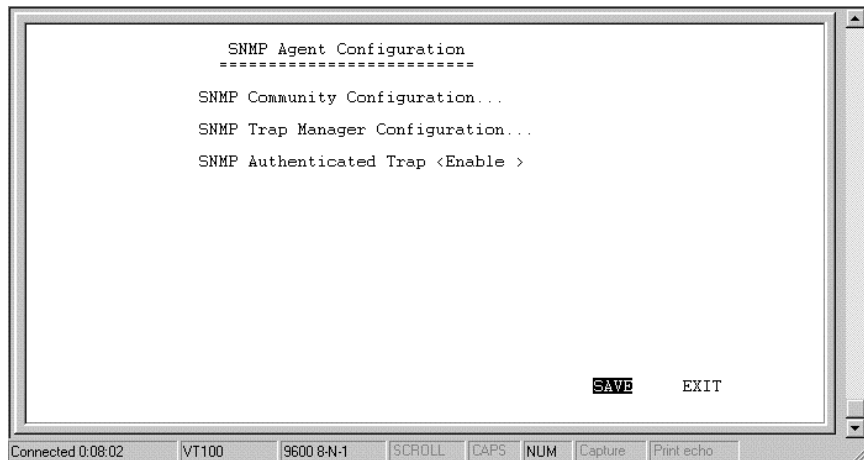 SNMP Agent Configuration
==========================
SNMP Community Configuration...
SNMP Trap Manager Configuration...
SNMP Authenticated Trap <Enable >
SAVE EXIT
Connected 0:08:02 VT100 9600 8-N-1 SCROLL CAPS NUM Capture Print echo